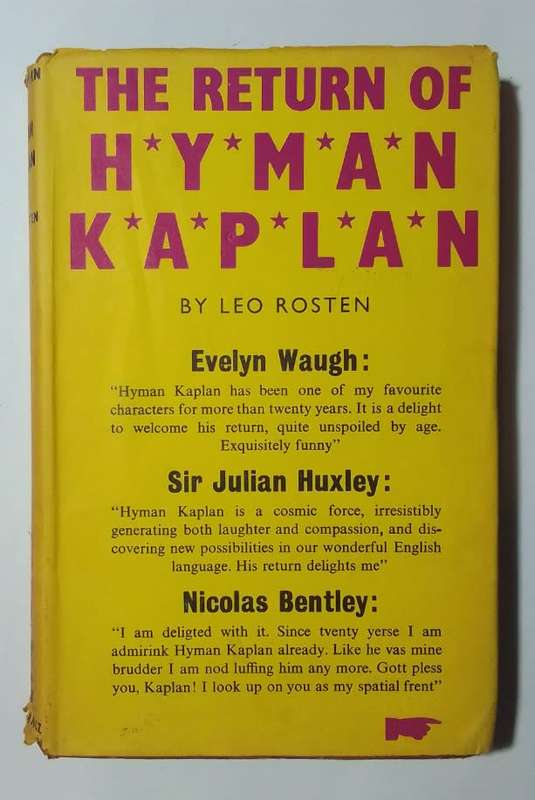 THE RETURN OF
H*Y*M*A*N
K*A*P*L*A*N
BY LEO ROSTEN
Evelyn Waugh:
“Hyman Kaplan has been one of my favourite
characters for more than twenty years. It is a delight
to welcome his return, quite unspoiled by age.
Exquisitely funny”
Sir Julian Huxley:
“Hyman Kaplan is a cosmic force, irresistibly
generating both laughter and compassion, and dis-
covering new possibilities in our wonderful English
language. His return delights me”
Nicolas Bentley:
“I am deligted with it. Since tventy yerse I am
admirink Hyman Kaplan already. Like he vas mine
brudder I am nod luffing him any more. Gott pless
you, Kaplan! I look up on you as my spatial frent”